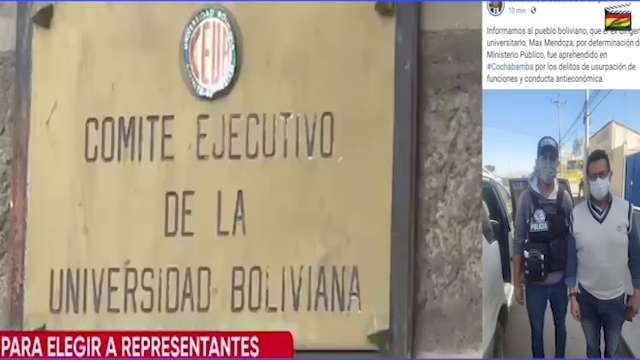 CEUB
COMITE EJECUTIVO
DE LA
UNIVERSIDAD BOLIVIANA
PARA ELEGIR A REPRESENTANTES
10 min
Informamos al pueblo boliviano, que el ex
universitario, Max Mendoza, por determinación de
Ministerio Público, fue aprehendido en
#Cochabamba por los delitos de usurpación de
funciones y conducta antieconómica.
POLICIA